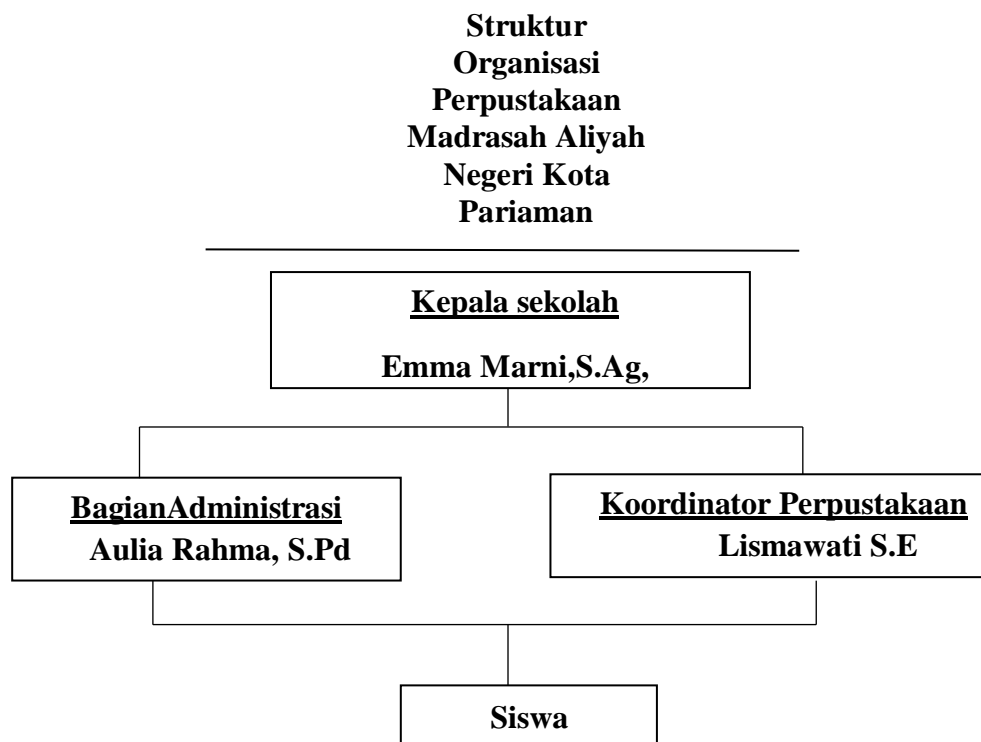 Struktur
Organisasi
Perpustakaan
Madrasah Aliyah
Negeri Kota
Pariaman
Kepala sekolah
Emma Marni,S.Ag,
BagianAdministrasi
Aulia Rahma, S.Pd
Koordinator Perpustakaan
Lismawati S.E
Siswa